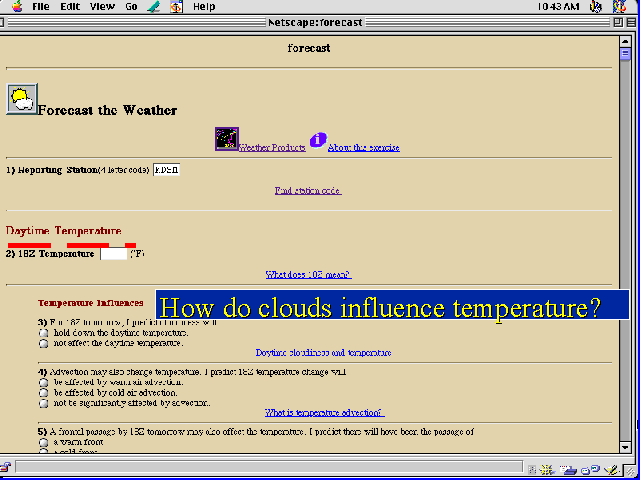 File Edit View Go Help 10:43 AM
Netscape:forecast
forecast
Forecast the Weather
Weather Products About this exercise
1) Reporting Station(4 letter code) KDEN
Find station code.
Daytime Temperature
2) 18Z Temperature (°F)
What does 18Z mean?
Temperature Influences
How do clouds influence temperature?
3) For 18Z tomorrow, I predict cloudiness will
hold down the daytime temperature.
not affect the daytime temperature.
Daytime cloudiness and temperature
4) Advection may also change temperature. I predict 18Z temperature change will
be affected by warm air advection.
be affected by cold air advection.
not be significantly affected by advection.
What is temperature advection?
5) A frontal passage by 18Z tomorrow may also affect the temperature. I predict there will have been the passage of
a warm front
a cold front